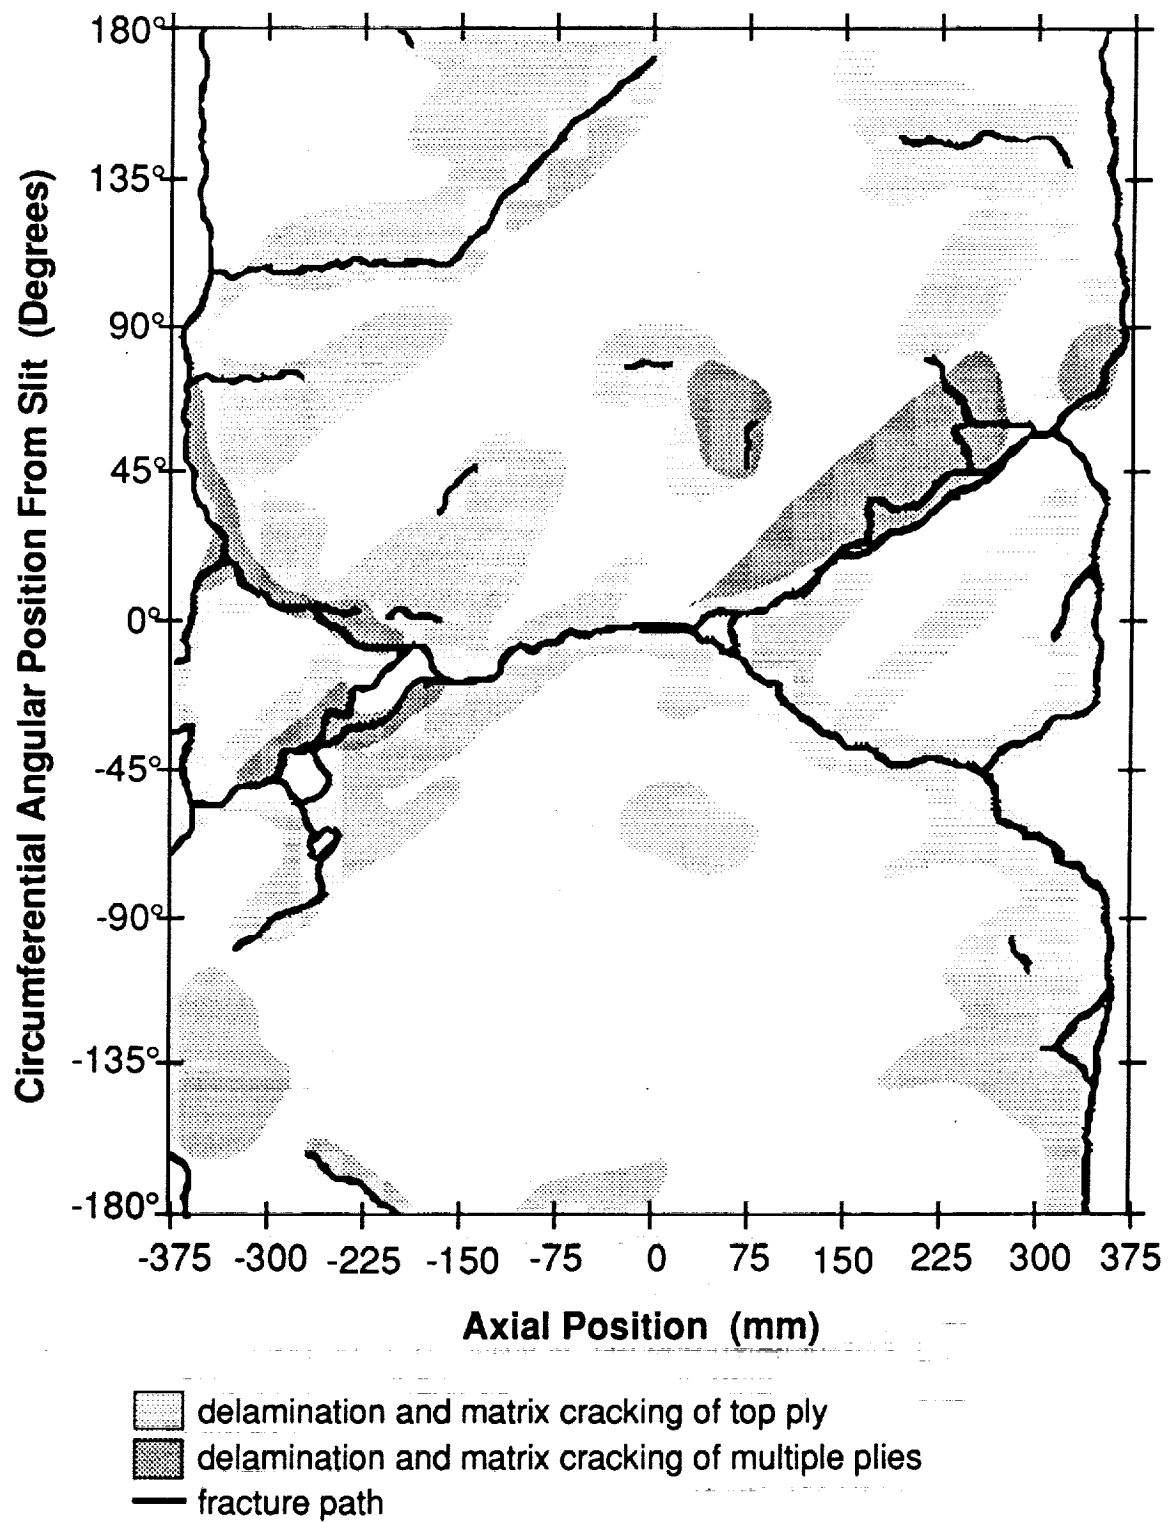 Circumferential Angular Position From Slit (Degrees)
180°
135°
90°
45°
0°
-45°
-90°
-135°
-180°
-375 -300 -225 -150 -75 0 75 150 225 300 375
Axial Position (mm)
delamination and matrix cracking of top ply
delamination and matrix cracking of multiple plies
fracture path